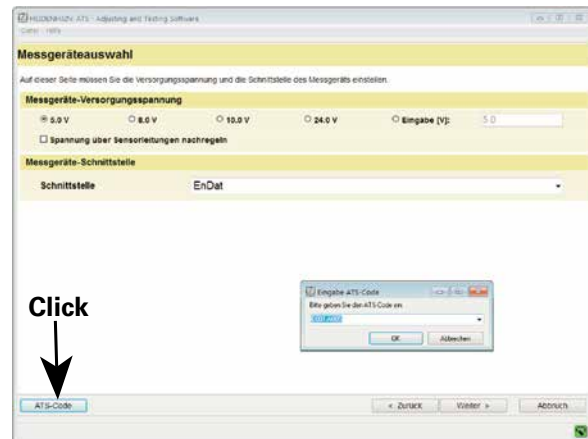 HEIDENHAIN ATS - Adjusting and Testing Software
Datei Hilfe
Messgeräteauswahl
Auf dieser Seite müssen Sie die Versorgungsspannung und die Schnittstelle des Messgeräts einstellen.
Messgeräte-Versorgungsspannung
5.0 V 8.0 V 10.0 V 24.0 V Eingabe [V]: 5.0
Spannung über Sensorleitungen nachregeln
Messgeräte-Schnittstelle
Schnittstelle EnDat
Eingabe ATS-Code
Bitte geben Sie den ATS Code ein:
OK Abbrechen
Click
ATS-Code < Zurück Weiter > Abbruch